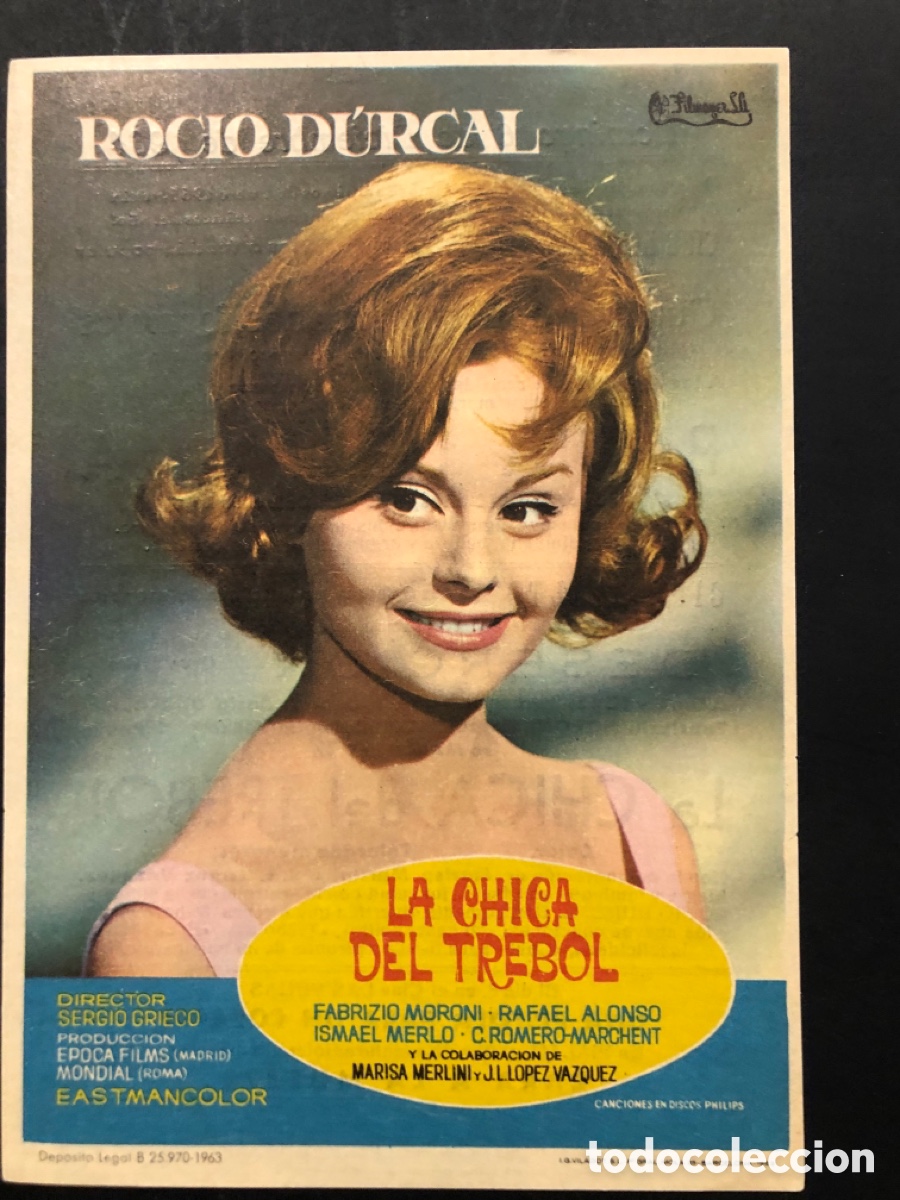 ROCIO DÚRCAL
LA CHICA
DEL TREBOL
FABRIZIO MORONI · RAFAEL ALONSO
ISMAEL MERLO · C. ROMERO-MARCHENT
Y LA COLABORACION DE
MARISA MERLINI Y J.L.LOPEZ VAZQUEZ
DIRECTOR
SERGIO GRIECO
PRODUCCION
EPOCA FILMS (MADRID)
MONDIAL (ROMA)
EASTMANCOLOR
CANCIONES EN DISCOS PHILIPS
Depósito Legal B 25.970-1963
todocoleccion